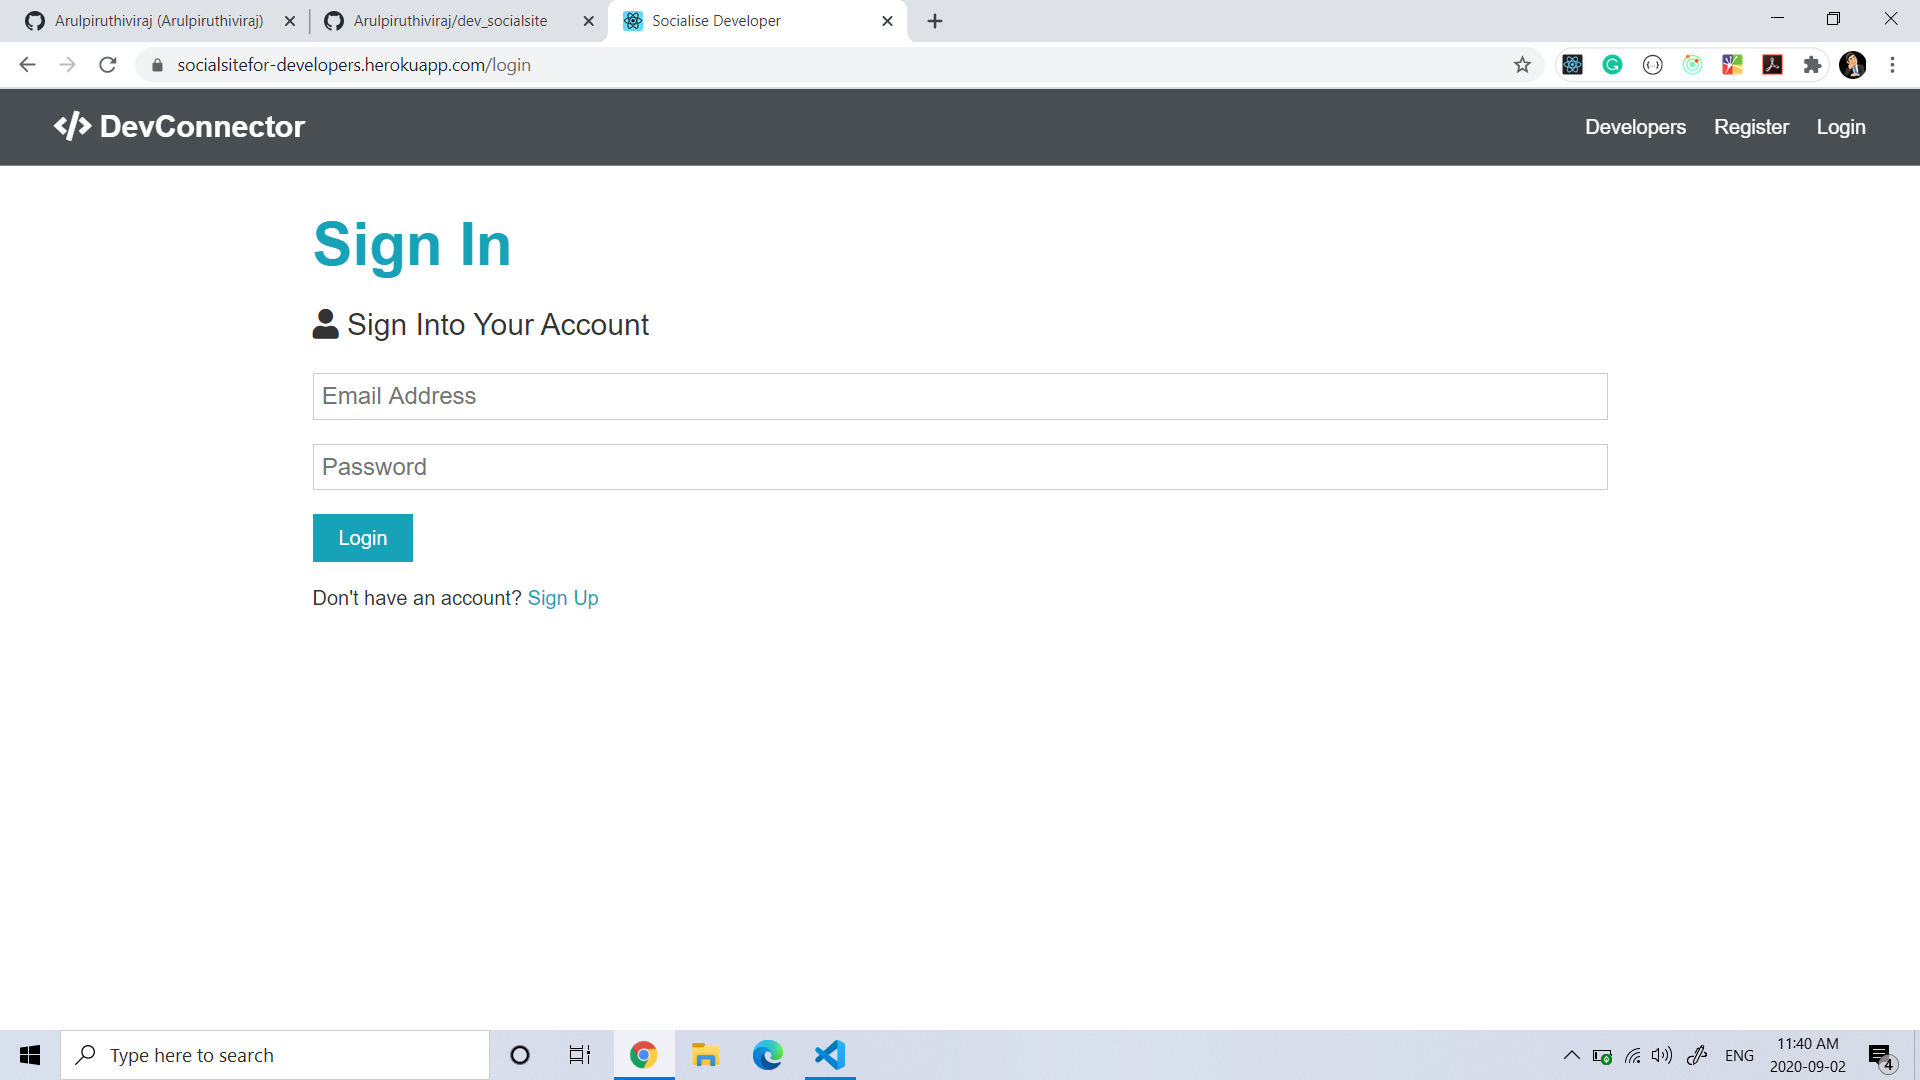 Arulpiruthiviraj (Arulpiruthiviraj)
Arulpiruthiviraj/dev_socialsite
Socialise Developer
socialsitefor-developers.herokuapp.com/login
DevConnector
Developers Register Login
Sign In
Sign Into Your Account
Email Address
Password
Login
Don't have an account? Sign Up
Type here to search
ENG
11:40 AM
2020-09-02
4